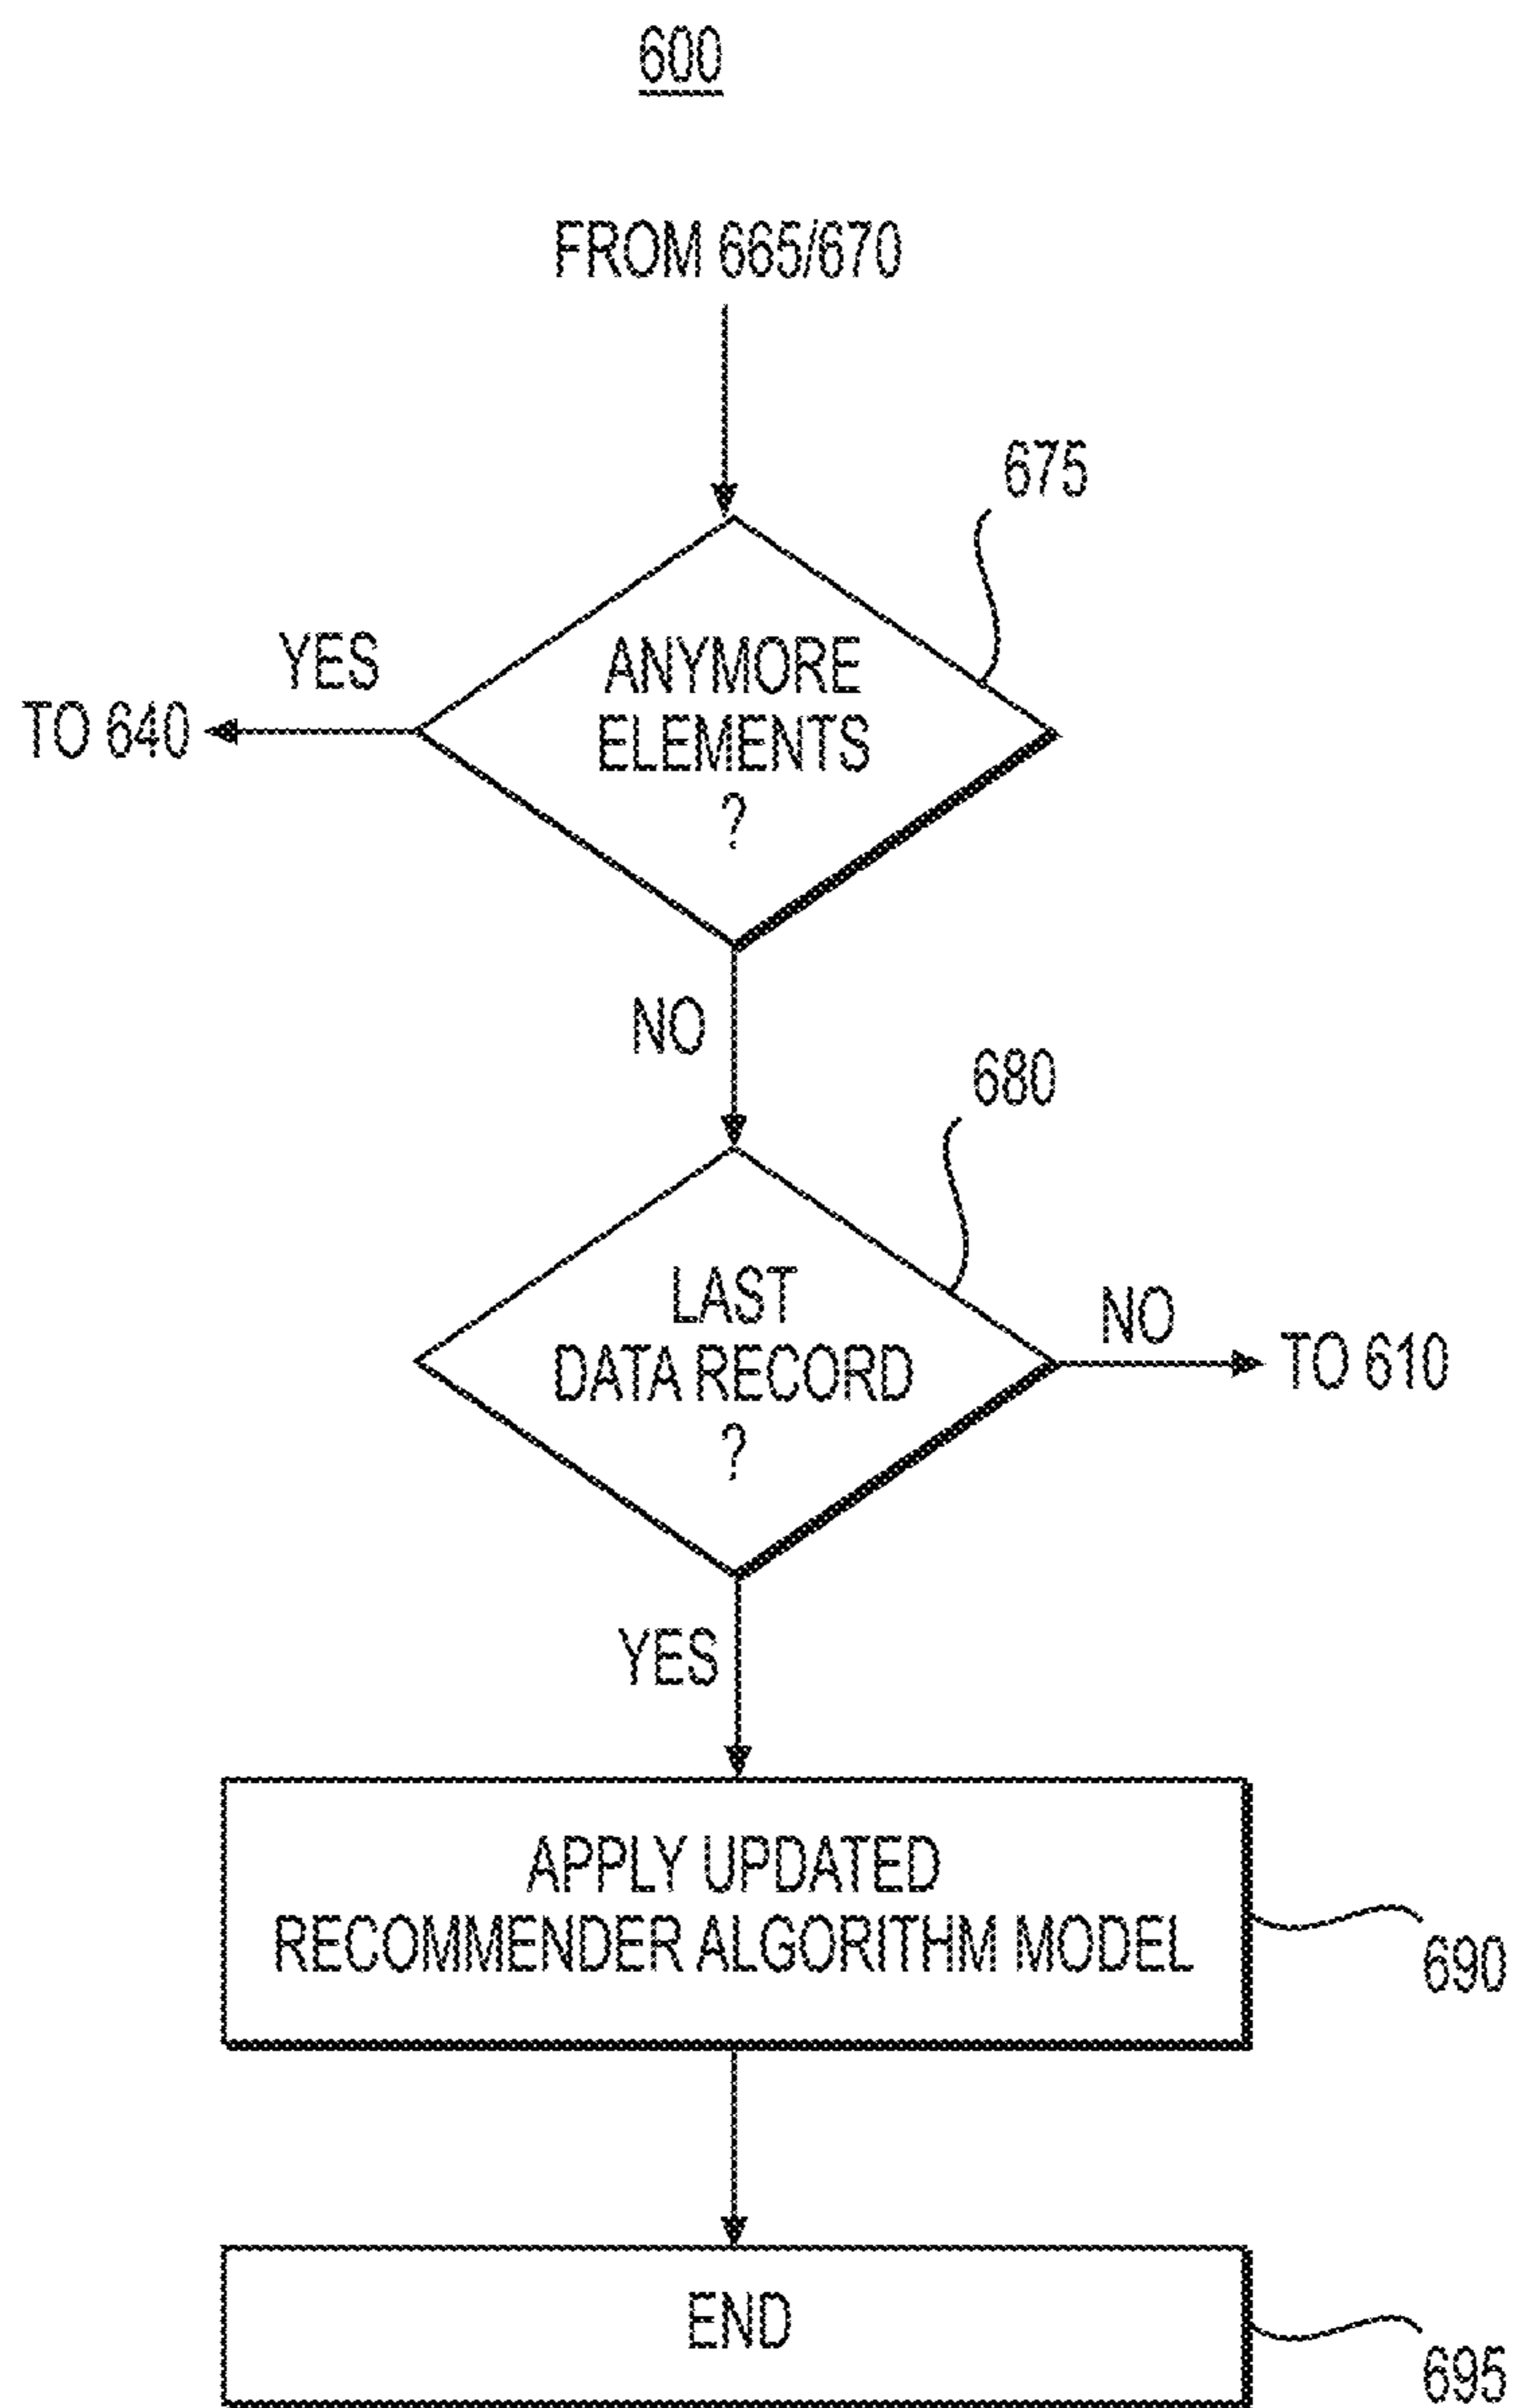 600
FROM 665/670
675
YES
ANYMORE
TO 640
ELEMENTS
?
NO
680
LAST
NO
DATA RECORD
TO 610
?
YES
APPLY UPDATED
RECOMMENDER ALGORITHM MODEL
690
END
695